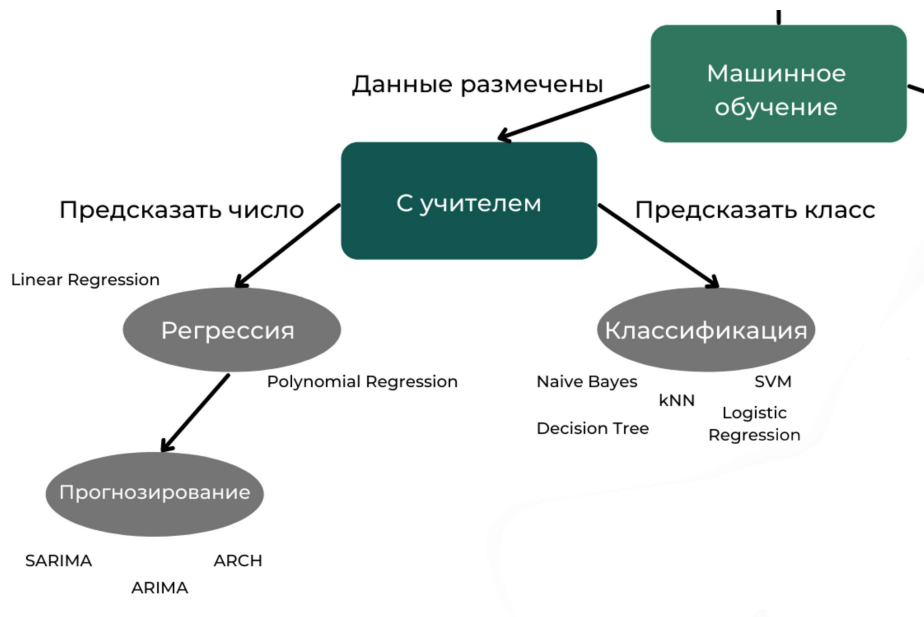 Машинное
обучение
Данные размечены
С учителем
Предсказать число
Предсказать класс
Linear Regression
Регрессия
Классификация
Polynomial Regression
Naive Bayes
SVM
kNN
Logistic
Regression
Decision Tree
Прогнозирование
SARIMA
ARCH
ARIMA